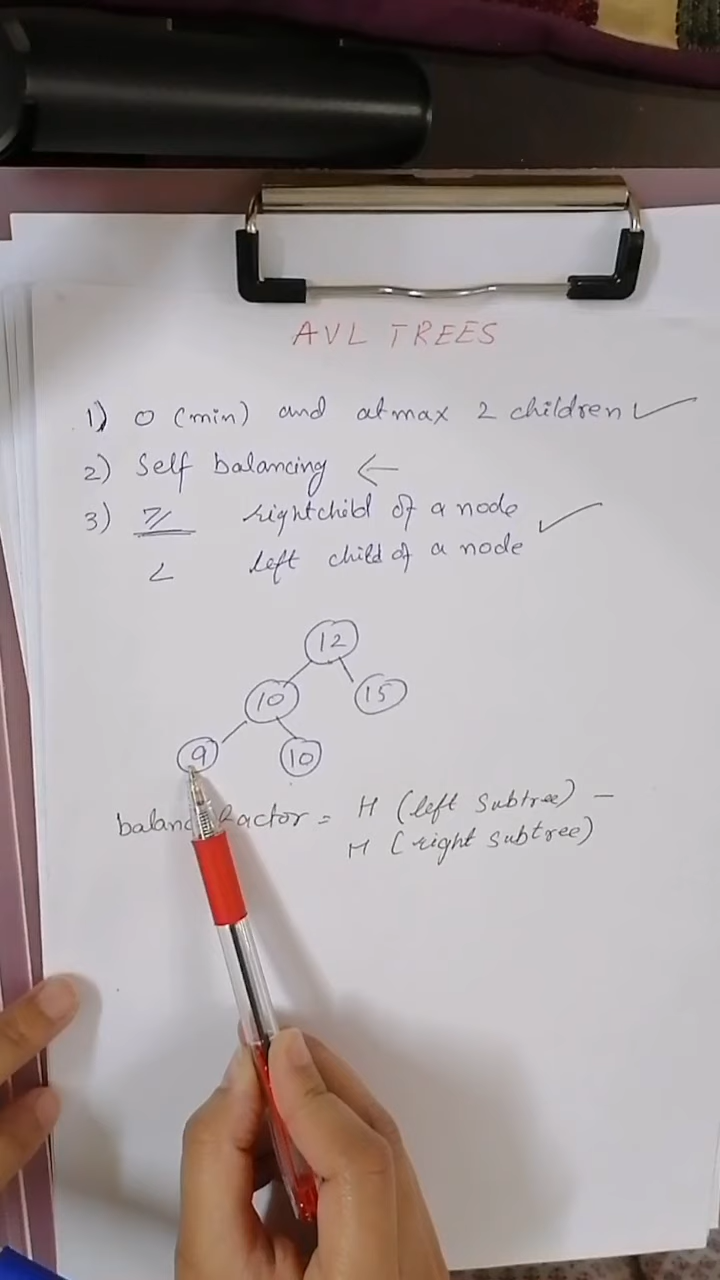 AVL TREES
1) 0 (min) and atmax 2 children ✓
2) Self balancing ←
3) ≥ rightchild of a node ✓
< left child of a node
12
10 15
9 10
balanc factor = H (left subtree) –
H (right subtree)